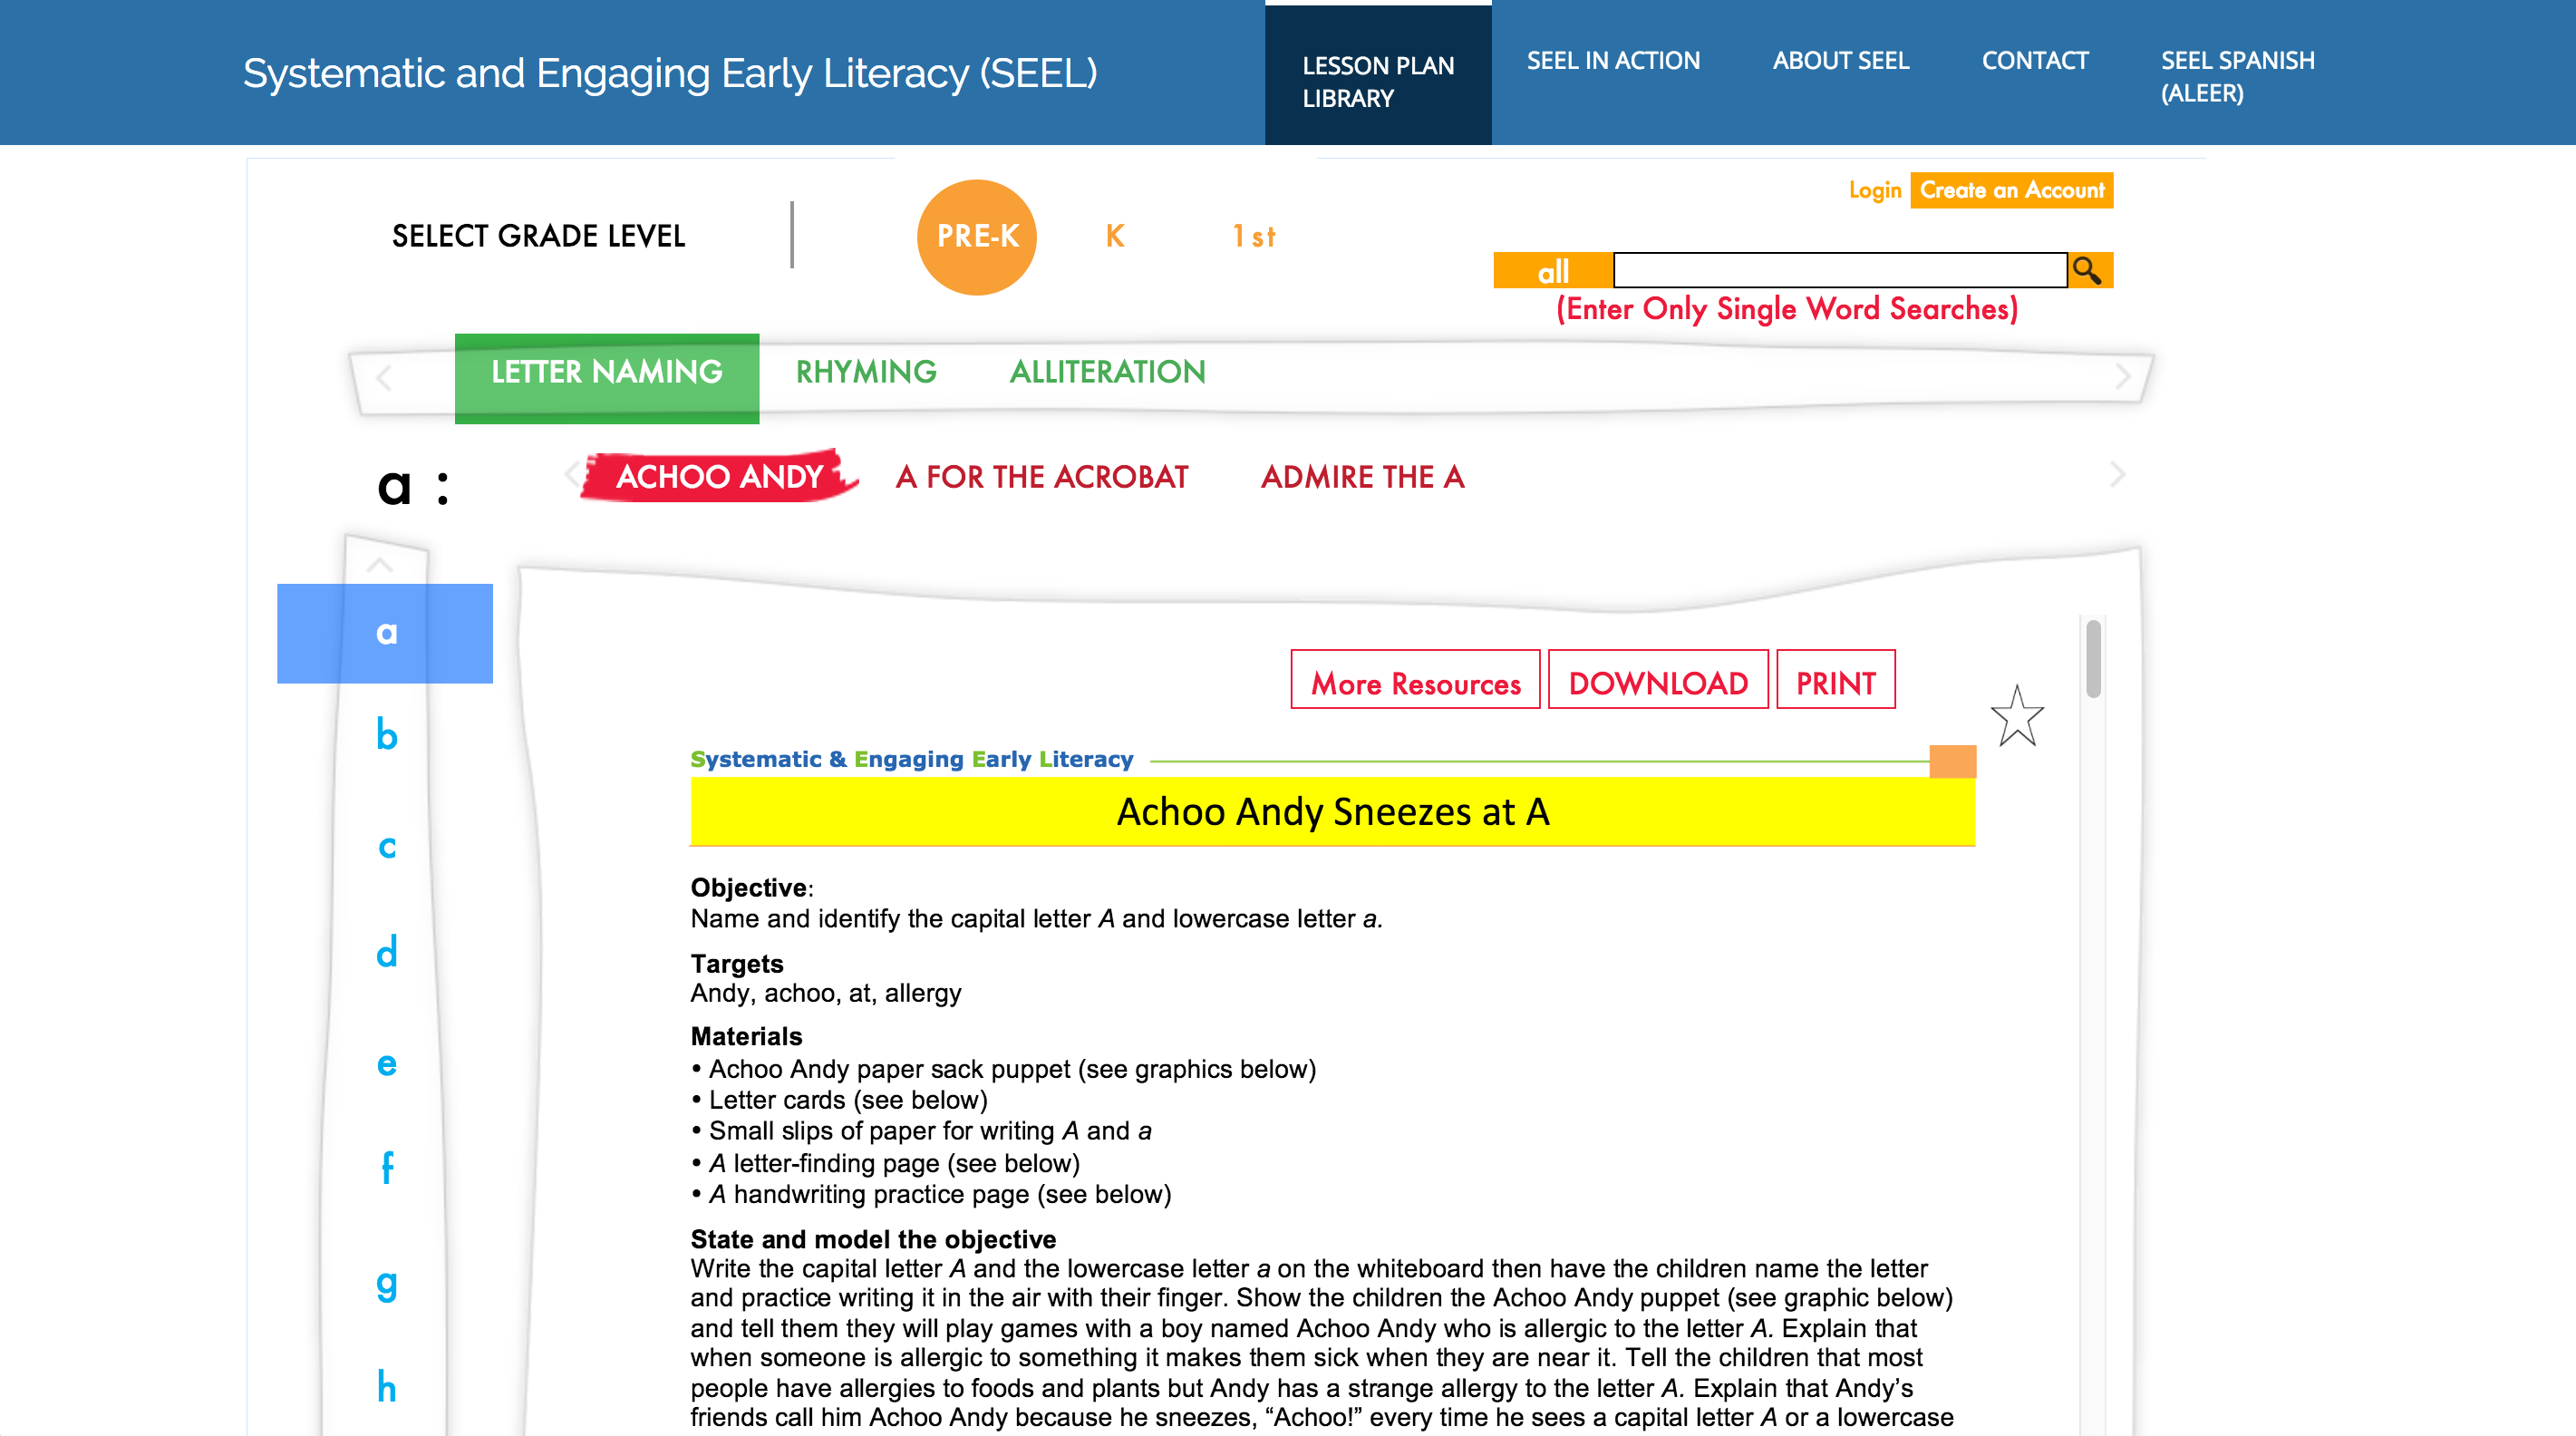 Systematic and Engaging Early Literacy (SEEL)
LESSON PLAN
LIBRARY
SEEL IN ACTION
ABOUT SEEL
CONTACT
SEEL SPANISH
(ALEER)
SELECT GRADE LEVEL
PRE-K
K
1st
Login
Create an Account
all
(Enter Only Single Word Searches)
LETTER NAMING
RHYMING
ALLITERATION
a :
ACHOO ANDY
A FOR THE ACROBAT
ADMIRE THE A
a
b
c
d
e
f
g
h
More Resources
DOWNLOAD
PRINT
Systematic & Engaging Early Literacy
Achoo Andy Sneezes at A
Objective:
Name and identify the capital letter A and lowercase letter a.
Targets
Andy, achoo, at, allergy
Materials
• Achoo Andy paper sack puppet (see graphics below)
• Letter cards (see below)
• Small slips of paper for writing A and a
• A letter-finding page (see below)
• A handwriting practice page (see below)
State and model the objective
Write the capital letter A and the lowercase letter a on the whiteboard then have the children name the letter
and practice writing it in the air with their finger. Show the children the Achoo Andy puppet (see graphic below)
and tell them they will play games with a boy named Achoo Andy who is allergic to the letter A. Explain that
when someone is allergic to something it makes them sick when they are near it. Tell the children that most
people have allergies to foods and plants but Andy has a strange allergy to the letter A. Explain that Andy’s
friends call him Achoo Andy because he sneezes, “Achoo!” every time he sees a capital letter A or a lowercase